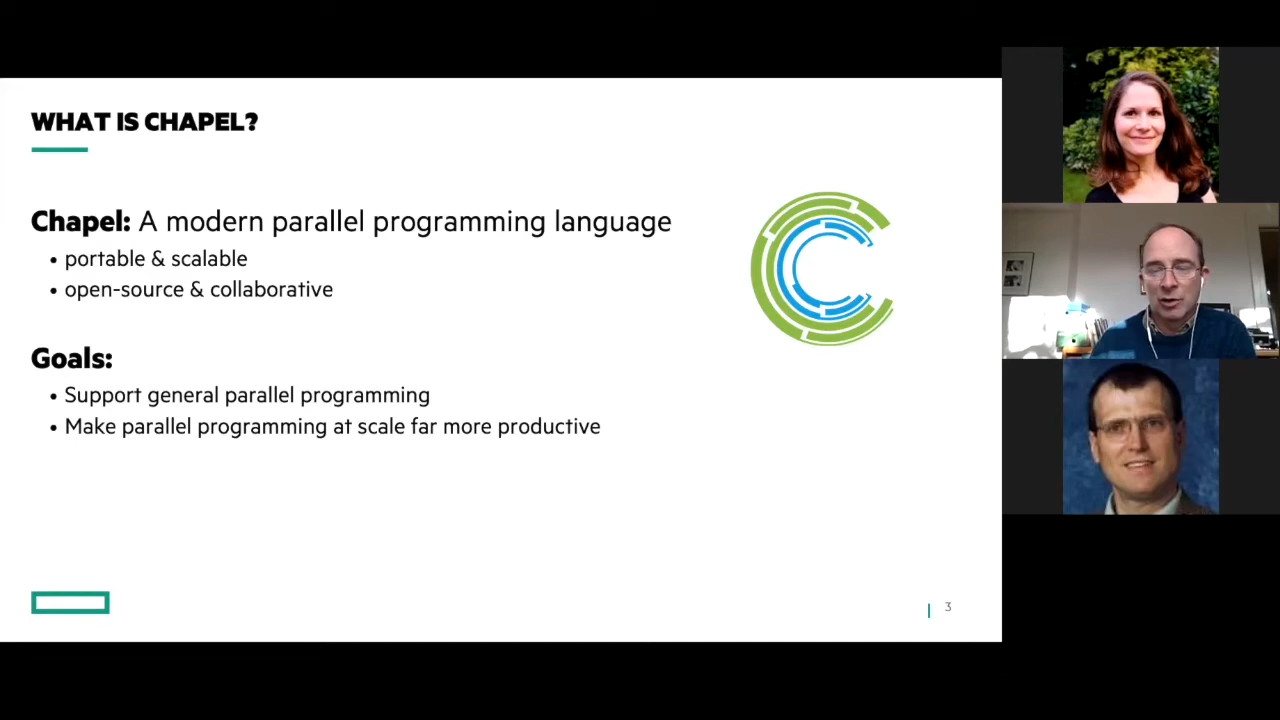 WHAT IS CHAPEL?
Chapel: A modern parallel programming language
• portable & scalable
• open-source & collaborative
Goals:
• Support general parallel programming
• Make parallel programming at scale far more productive
3